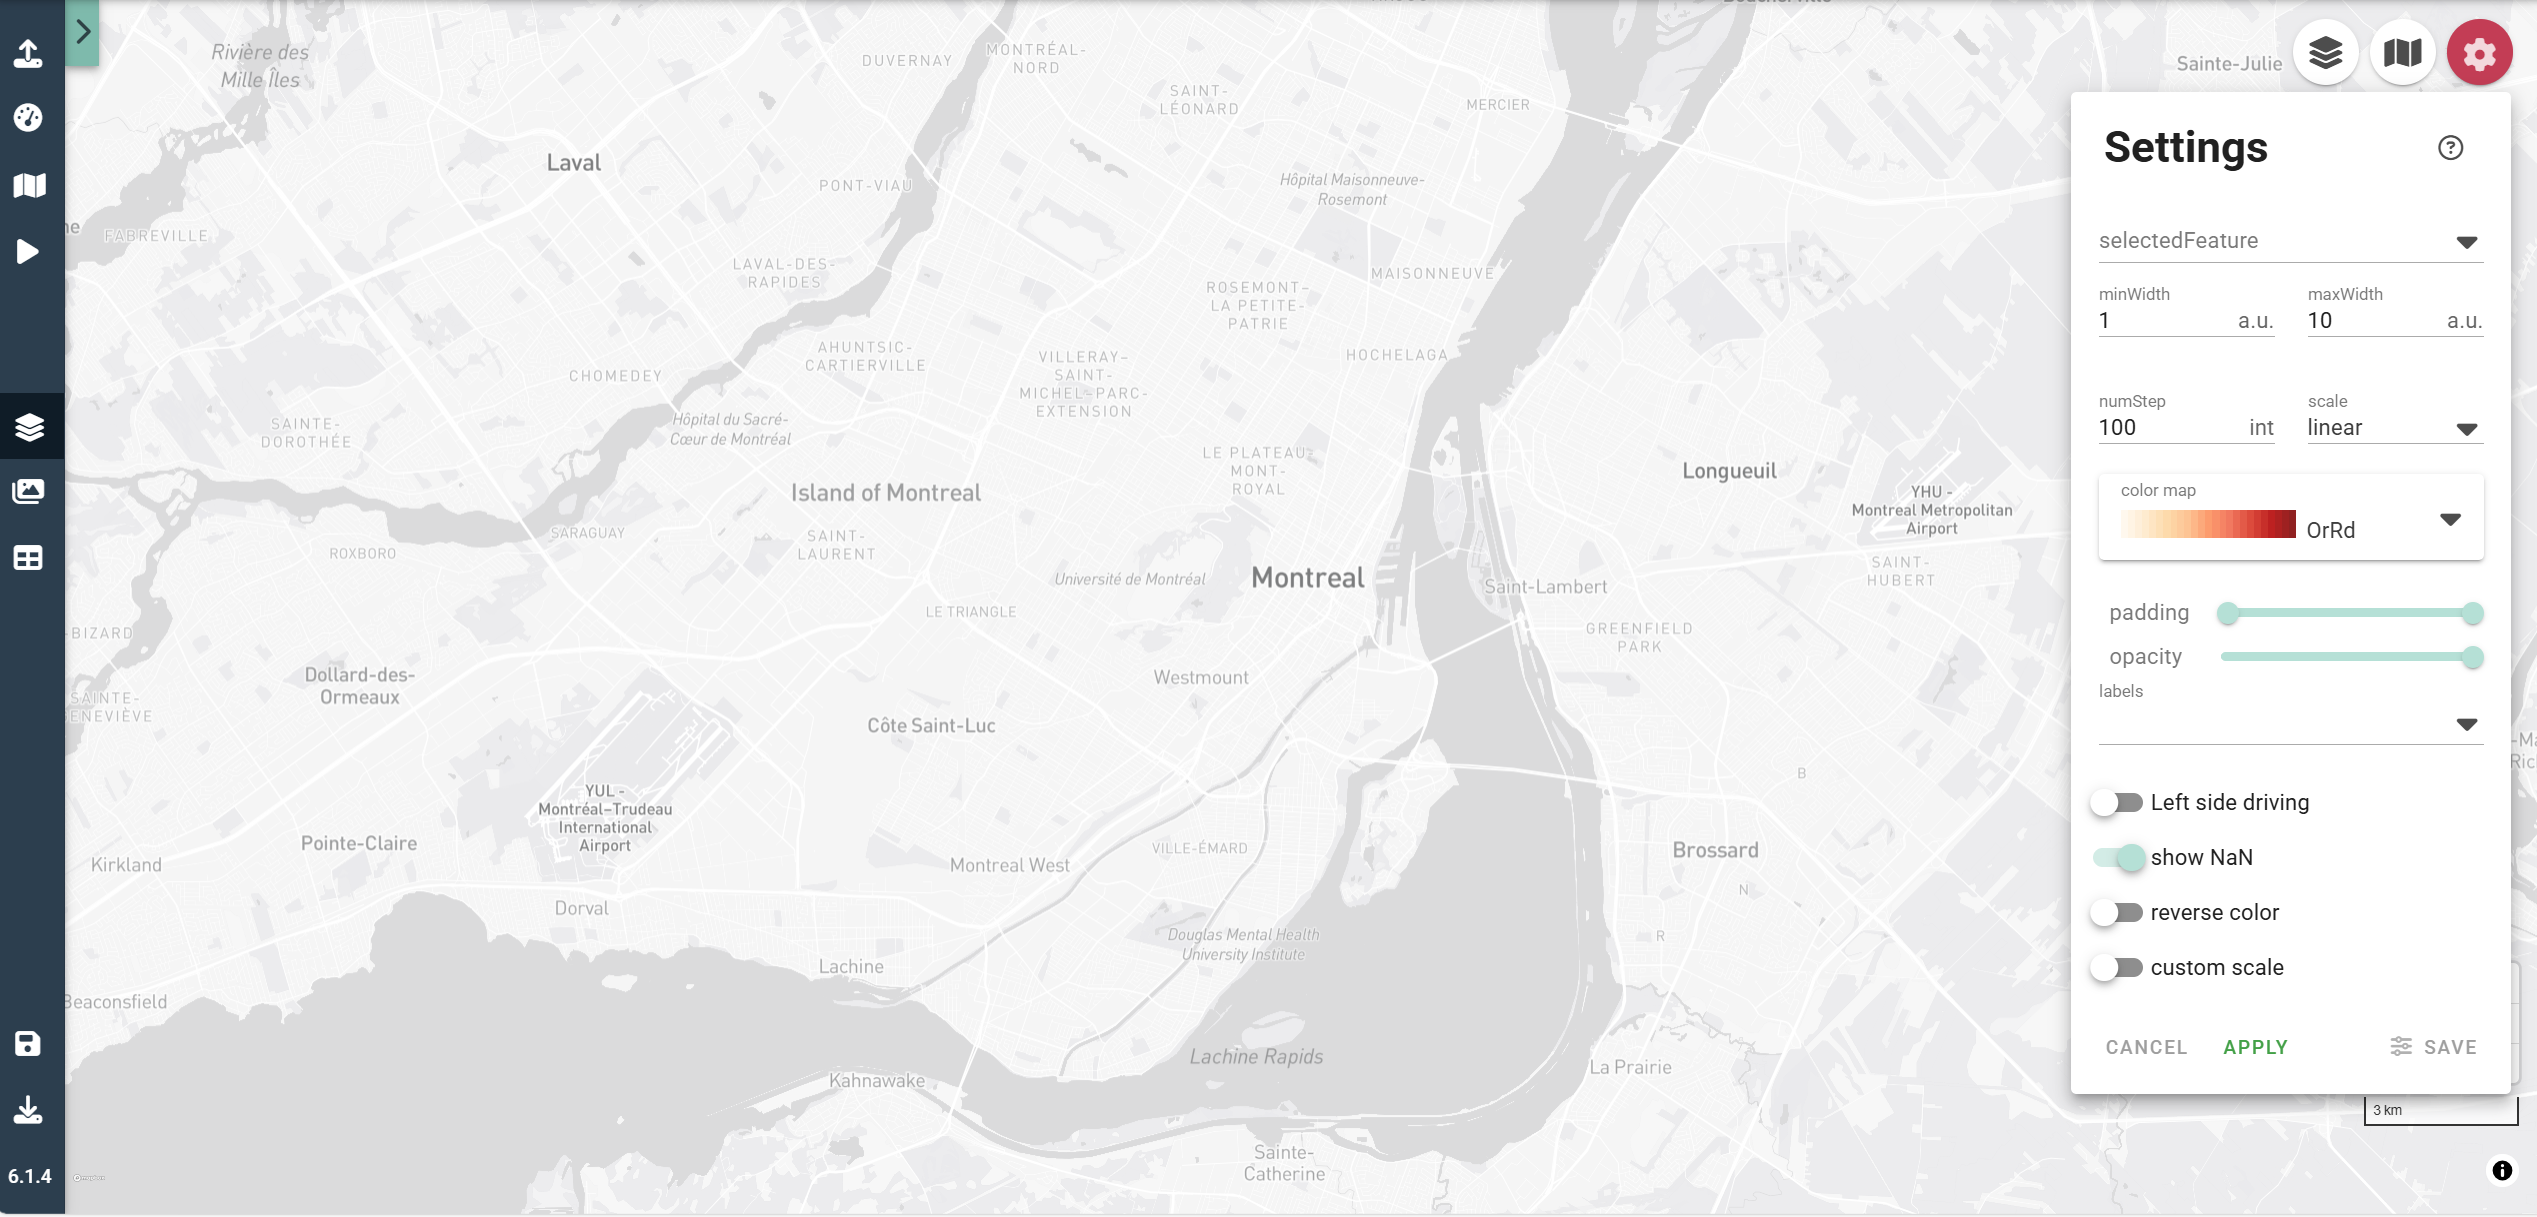 Rivière des
Mille Îles
DUVERNAY
MONTRÉAL-
NORD
Sainte-Julie
SAINT-
LÉONARD
MERCIER
Laval
PONT-VIAU
Hôpital Maisonneuve-
Rosemont
FABREVILLE
LAVAL-DES-
RAPIDES
MAISONNEUVE
ROSEMONT–
LA PETITE-
PATRIE
AHUNTSIC-
CARTIERVILLE
VILLERAY–
SAINT-
MICHEL–PARC-
EXTENSION
HOCHELAGA
CHOMEDEY
SAINTE-
DOROTHÉE
Hôpital du Sacré-
Cœur de Montréal
LE PLATEAU-
MONT-
ROYAL
Longueuil
Island of Montreal
YHU -
Montreal Metropolitan
Airport
SARAGUAY
SAINT-
LAURENT
ROXBORO
Université de Montréal
Montreal
Saint-Lambert
SAINT-
HUBERT
LE TRIANGLE
-BIZARD
GREENFIELD
PARK
Dollard-des-
Ormeaux
Westmount
SAINTE-
GENEVIÈVE
Côte Saint-Luc
B
YUL -
Montréal–Trudeau
International
Airport
Pointe-Claire
Kirkland
Montreal West
VILLE-ÉMARD
Brossard
N
Dorval
R
Douglas Mental Health
University Institute
Lachine
Beaconsfield
Lachine Rapids
La Prairie
Kahnawake
Sainte-
Catherine
6.1.4
mapbox
Settings
selectedFeature
minWidth
1 a.u.
maxWidth
10 a.u.
numStep
100 int
scale
linear
color map
OrRd
padding
opacity
labels
Left side driving
show NaN
reverse color
custom scale
CANCEL APPLY SAVE
3 km